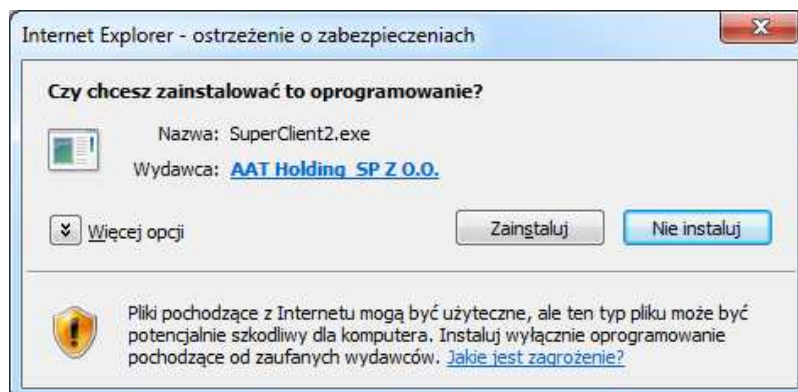 Internet Explorer - ostrzeżenie o zabezpieczeniach
Czy chcesz zainstalować to oprogramowanie?
Nazwa: SuperClient2.exe
Wydawca: AAT Holding SP Z O.O.
Więcej opcji
Zainstaluj
Nie instaluj
Pliki pochodzące z Internetu mogą być użyteczne, ale ten typ pliku może być
potencjalnie szkodliwy dla komputera. Instaluj wyłącznie oprogramowanie
pochodzące od zaufanych wydawców. Jakie jest zagrożenie?